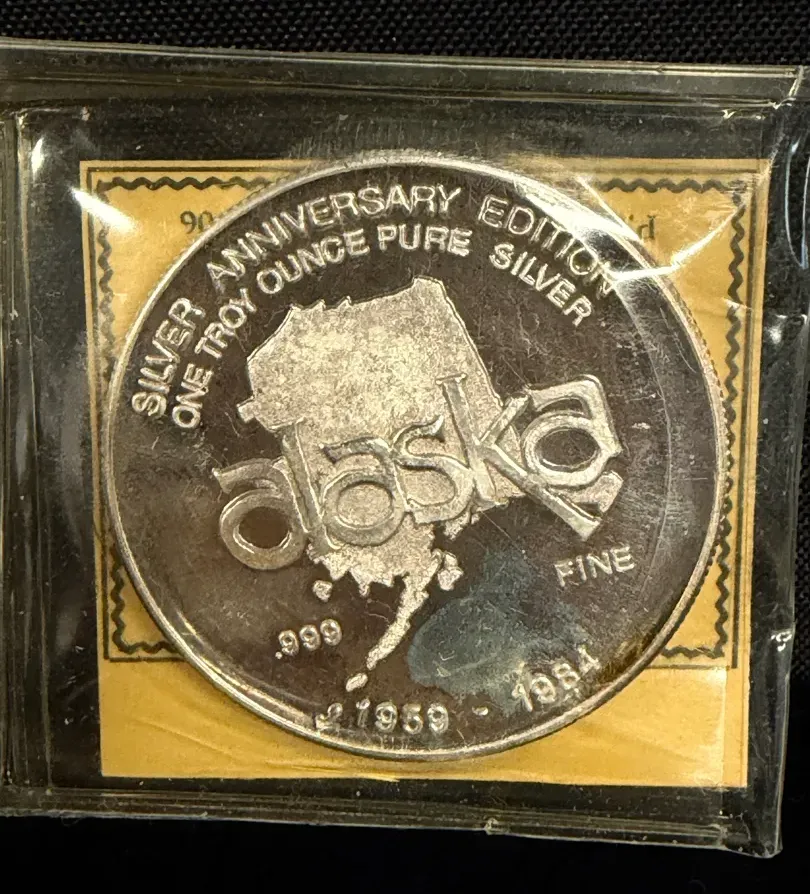 SILVER ANNIVERSARY EDITION
ONE TROY OUNCE PURE SILVER
alaska
.999 FINE
1959 - 1984